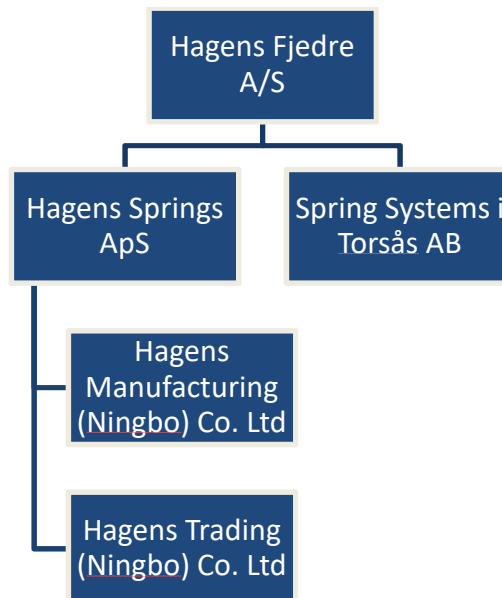 Hagens Fjedre
A/S
Hagens Springs
ApS
Spring Systems i
Torsås AB
Hagens
Manufacturing
(Ningbo) Co. Ltd
Hagens Trading
(Ningbo) Co. Ltd